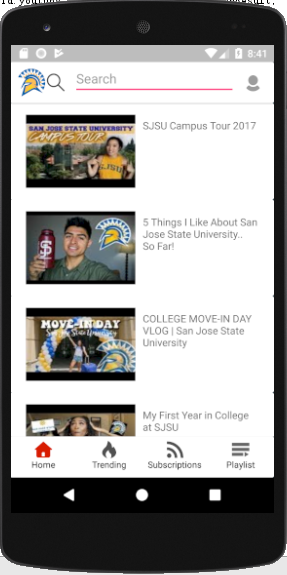 8:41
Search
SAN JOSE STATE UNIVERSITY
CAMPUS TOUR
SJSU Campus Tour 2017
5 Things I Like About San
Jose State University..
So Far!
MOVE-IN DAY
COLLEGE MOVE-IN DAY
VLOG | San Jose State
University
My First Year in College
at SJSU
Home
Trending
Subscriptions
Playlist